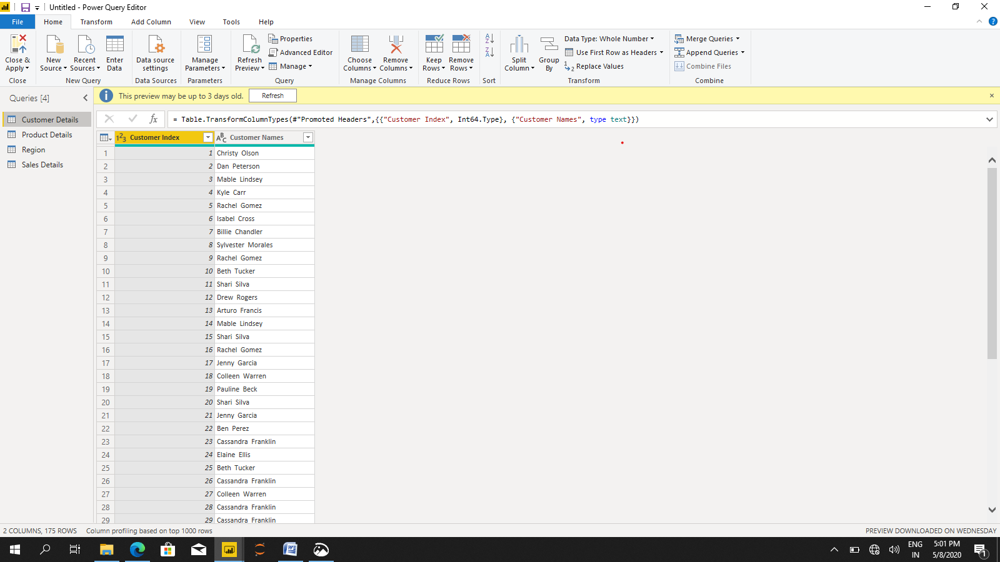 Untitled - Power Query Editor
File Home Transform Add Column View Tools Help
Close & Apply
Close
New Source
Recent Sources
Enter Data
New Query
Data source settings
Data Sources
Manage Parameters
Parameters
Refresh Preview
Properties
Advanced Editor
Manage
Query
Choose Columns
Remove Columns
Manage Columns
Keep Rows
Remove Rows
Reduce Rows
Sort
Split Column
Group By
Data Type: Whole Number
Use First Row as Headers
Replace Values
Transform
Merge Queries
Append Queries
Combine Files
Combine
Queries [4]
Customer Details
Product Details
Region
Sales Details
This preview may be up to 3 days old. Refresh
fx = Table.TransformColumnTypes(#"Promoted Headers",{{"Customer Index", Int64.Type}, {"Customer Names", type text}})
123 Customer Index ABC Customer Names
1 1 Christy Olson
2 2 Dan Peterson
3 3 Mable Lindsey
4 4 Kyle Carr
5 5 Rachel Gomez
6 6 Isabel Cross
7 7 Billie Chandler
8 8 Sylvester Morales
9 9 Rachel Gomez
10 10 Beth Tucker
11 11 Shari Silva
12 12 Drew Rogers
13 13 Arturo Francis
14 14 Mable Lindsey
15 15 Shari Silva
16 16 Rachel Gomez
17 17 Jenny Garcia
18 18 Colleen Warren
19 19 Pauline Beck
20 20 Shari Silva
21 21 Jenny Garcia
22 22 Ben Perez
23 23 Cassandra Franklin
24 24 Elaine Ellis
25 25 Beth Tucker
26 26 Cassandra Franklin
27 27 Colleen Warren
28 28 Cassandra Franklin
29 29 Cassandra Franklin
2 COLUMNS, 175 ROWS Column profiling based on top 1000 rows PREVIEW DOWNLOADED ON WEDNESDAY
ENG IN
5:01 PM
5/8/2020
1